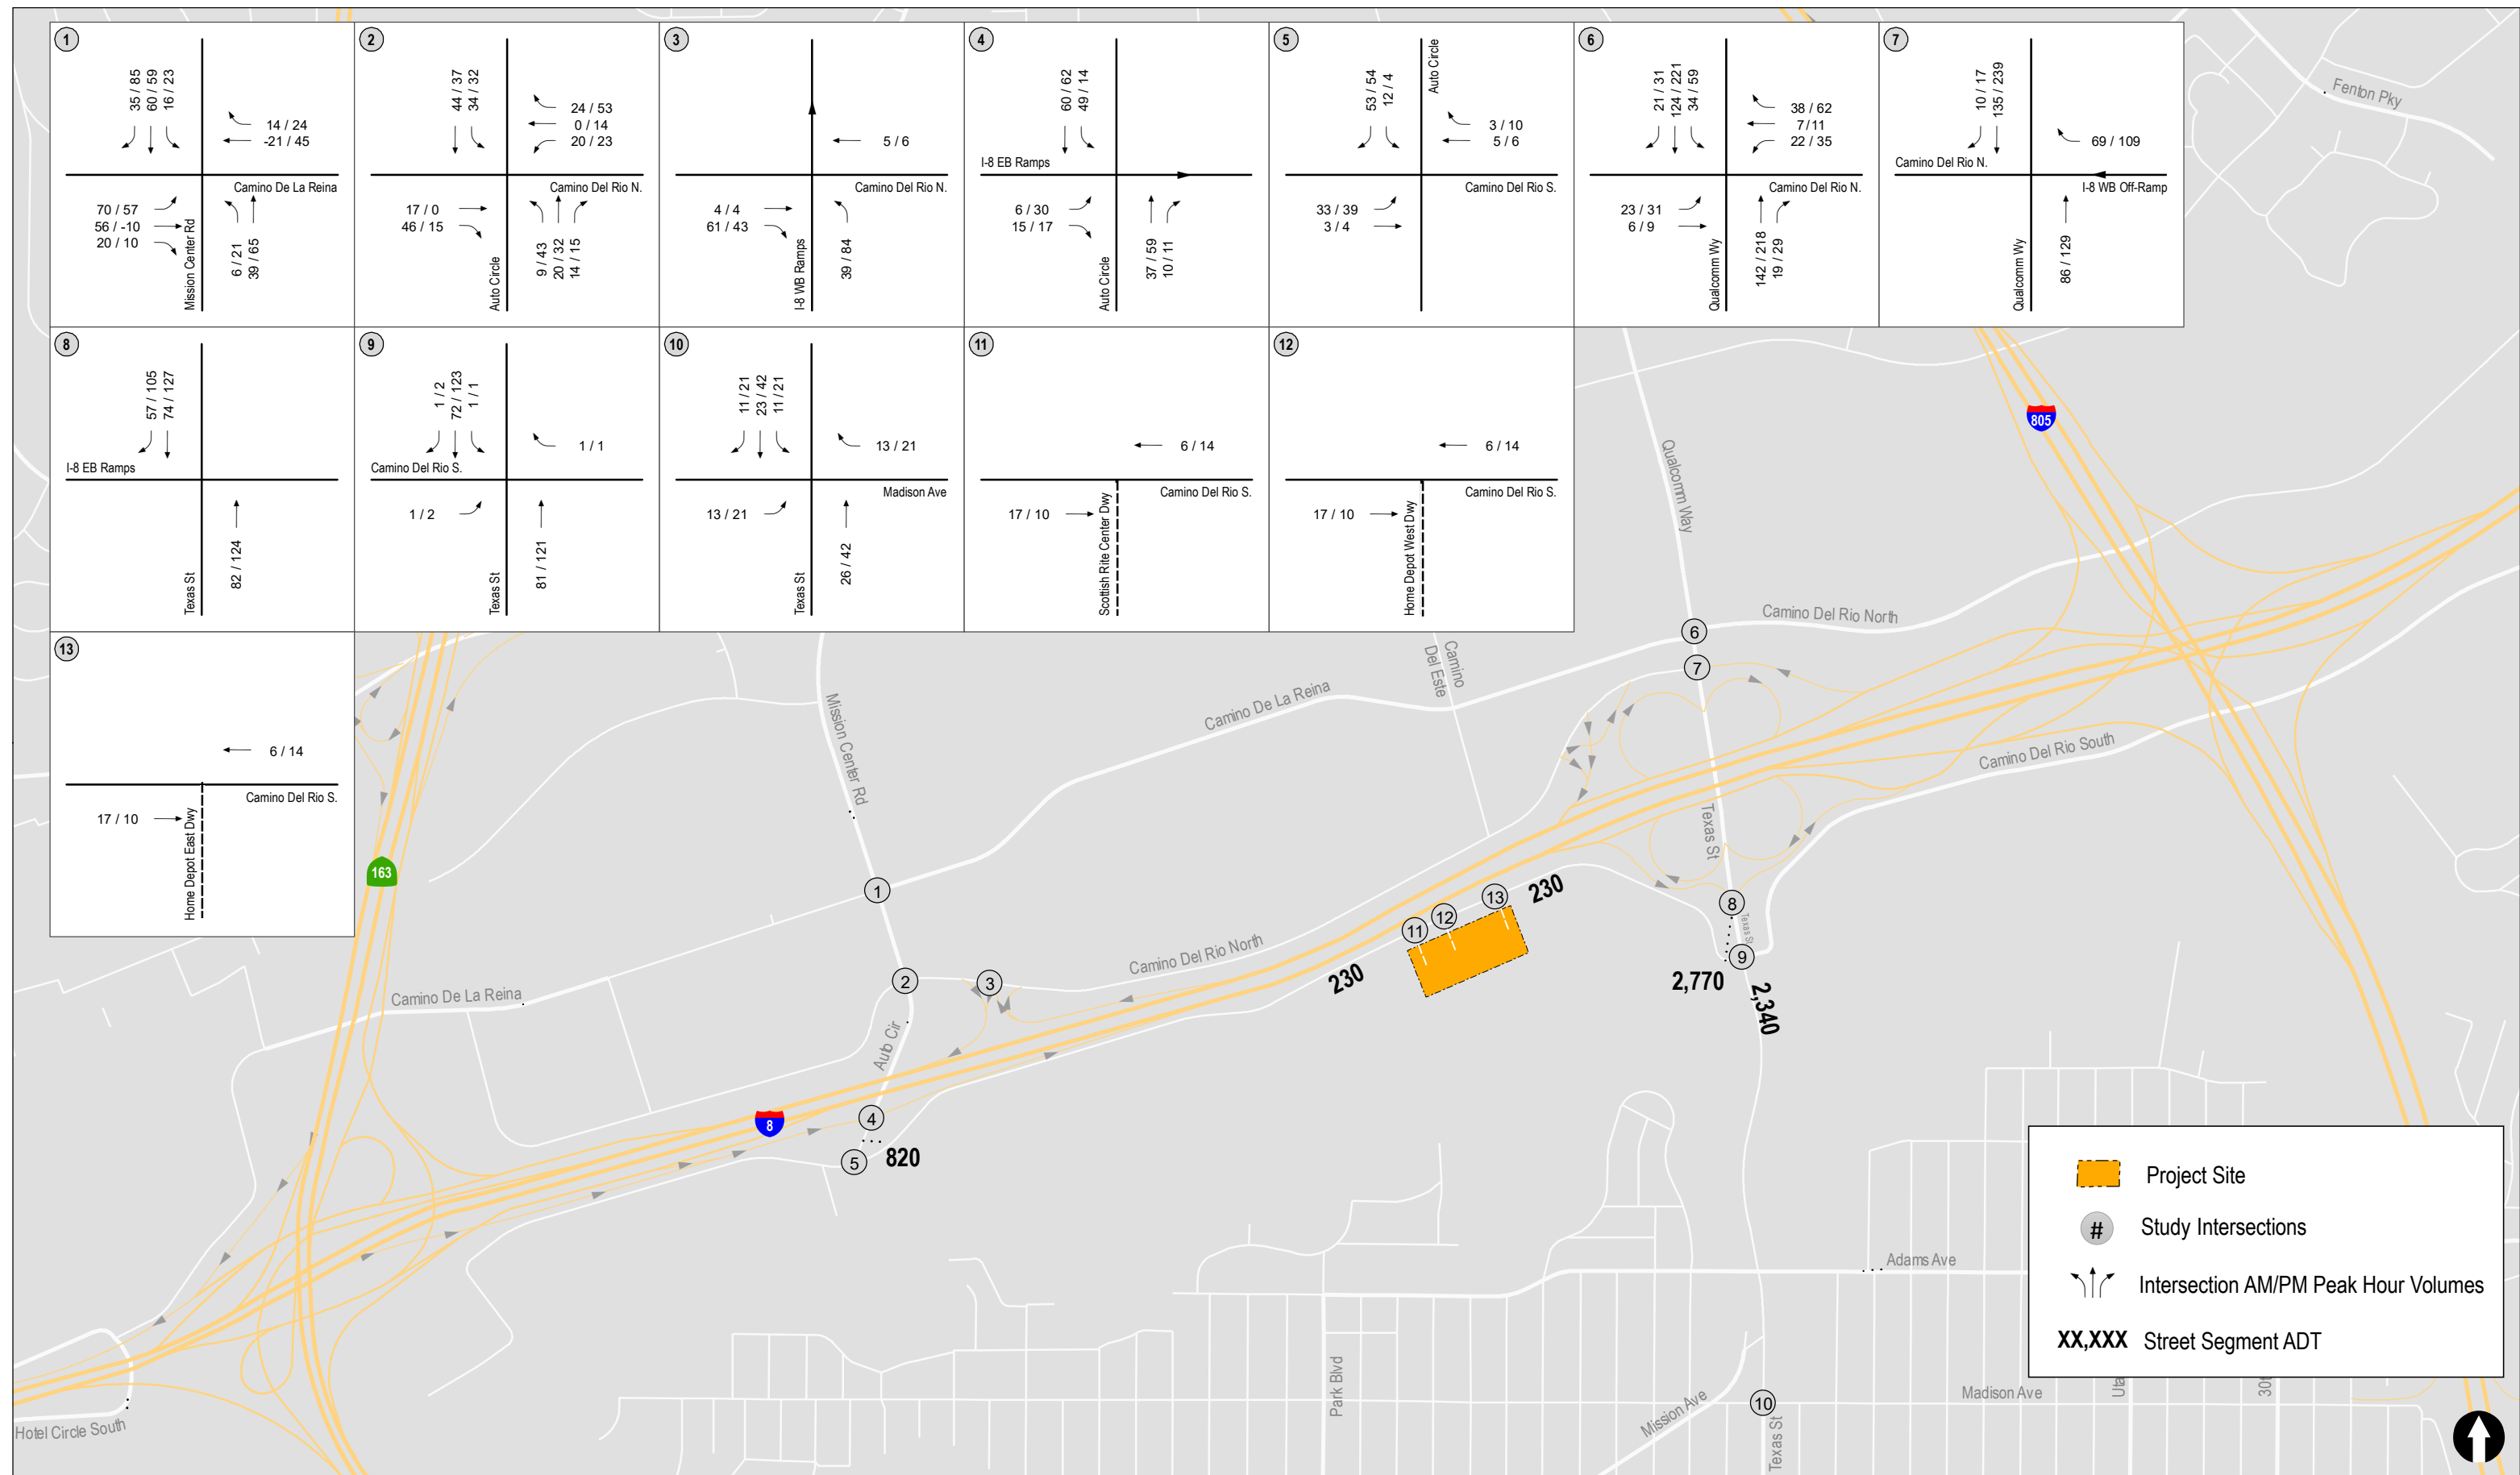 1
35 / 85
60 / 59
16 / 23
14 / 24
-21 / 45
Camino De La Reina
70 / 57
56 / -10
20 / 10
Mission Center Rd
6 / 21
39 / 65
2
44 / 37
34 / 32
24 / 53
0 / 14
20 / 23
Camino Del Rio N.
17 / 0
46 / 15
Auto Circle
9 / 43
20 / 32
14 / 15
3
5 / 6
Camino Del Rio N.
4 / 4
61 / 43
I-8 WB Ramps
39 / 84
4
60 / 62
49 / 14
I-8 EB Ramps
6 / 30
15 / 17
Auto Circle
37 / 59
10 / 11
5
53 / 54
12 / 4
Auto Circle
3 / 10
5 / 6
Camino Del Rio S.
33 / 39
3 / 4
6
21 / 31
124 / 221
34 / 59
38 / 62
7 / 11
22 / 35
Camino Del Rio N.
23 / 31
6 / 9
Qualcomm Wy
142 / 218
19 / 29
7
10 / 17
135 / 239
69 / 109
Camino Del Rio N.
I-8 WB Off-Ramp
Qualcomm Wy
86 / 129
8
57 / 105
74 / 127
I-8 EB Ramps
Texas St
82 / 124
9
1 / 2
72 / 123
1 / 1
1 / 1
Camino Del Rio S.
1 / 2
Texas St
81 / 121
10
11 / 21
23 / 42
11 / 21
13 / 21
Madison Ave
13 / 21
Texas St
26 / 42
11
6 / 14
Camino Del Rio S.
17 / 10
Scottish Rite Center Dwy
12
6 / 14
Camino Del Rio S.
17 / 10
Home Depot West Dwy
13
6 / 14
Camino Del Rio S.
17 / 10
Home Depot East Dwy
Fenton Pky
805
Qualcomm Way
Camino Del Rio North
6
7
Camino
Del Este
Camino De La Reina
Mission Center Rd
Camino Del Rio South
Texas St
163
1
230
13
12
11
8
Texas St
9
Camino Del Rio North
2
3
230
2,770
2,340
Camino De La Reina
Auto Cir
4
8
5
820
Adams Ave
Park Blvd
Mission Ave
10
Madison Ave
Texas St
Hotel Circle South
Project Site
#
Study Intersections
Intersection AM/PM Peak Hour Volumes
XX,XXX
Street Segment ADT